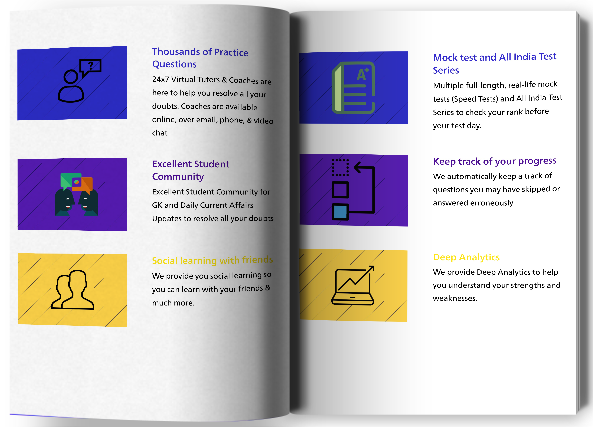 Thousands of Practice
Questions
24x7 Virtual Tutors & Coaches are
here to help you resolve all your
doubts. Coaches are available
online, over email, phone, & video
chat
Excellent Student
Community
Excellent Student Community for
GK and Daily Current Affairs
Updates to resolve all your doubts
Social learning with friends
We provide you social learning so
you can learn with your friends &
much more.
?
A+
Mock test and All India Test
Series
Multiple full-length, real-life mock
tests (Speed Tests) and All India Test
Series to check your rank before
your test day.
Keep track of your progress
We automatically keep a track of
questions you may have skipped or
answered erroneously
Deep Analytics
We provide Deep Analytics to help
you understand your strengths and
weaknesses.